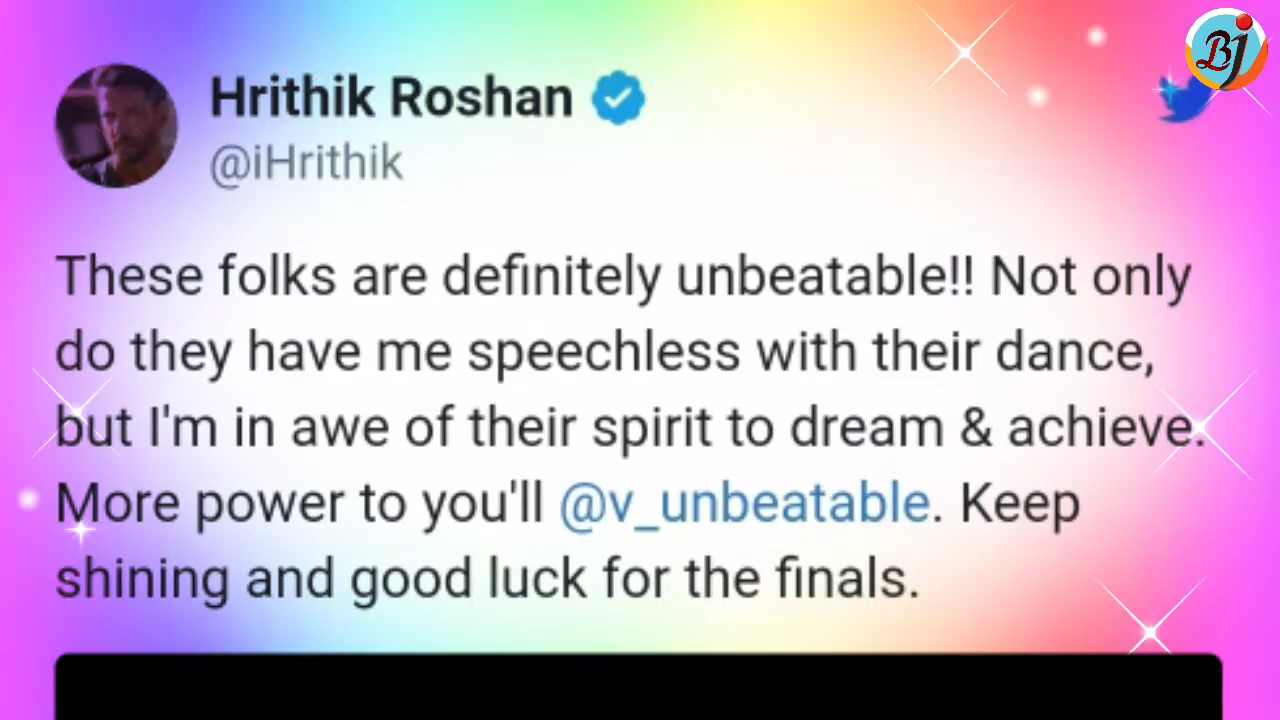 BJ
Hrithik Roshan
@iHrithik
These folks are definitely unbeatable!! Not only
do they have me speechless with their dance,
but I'm in awe of their spirit to dream & achieve.
More power to you'll @v_unbeatable. Keep
shining and good luck for the finals.